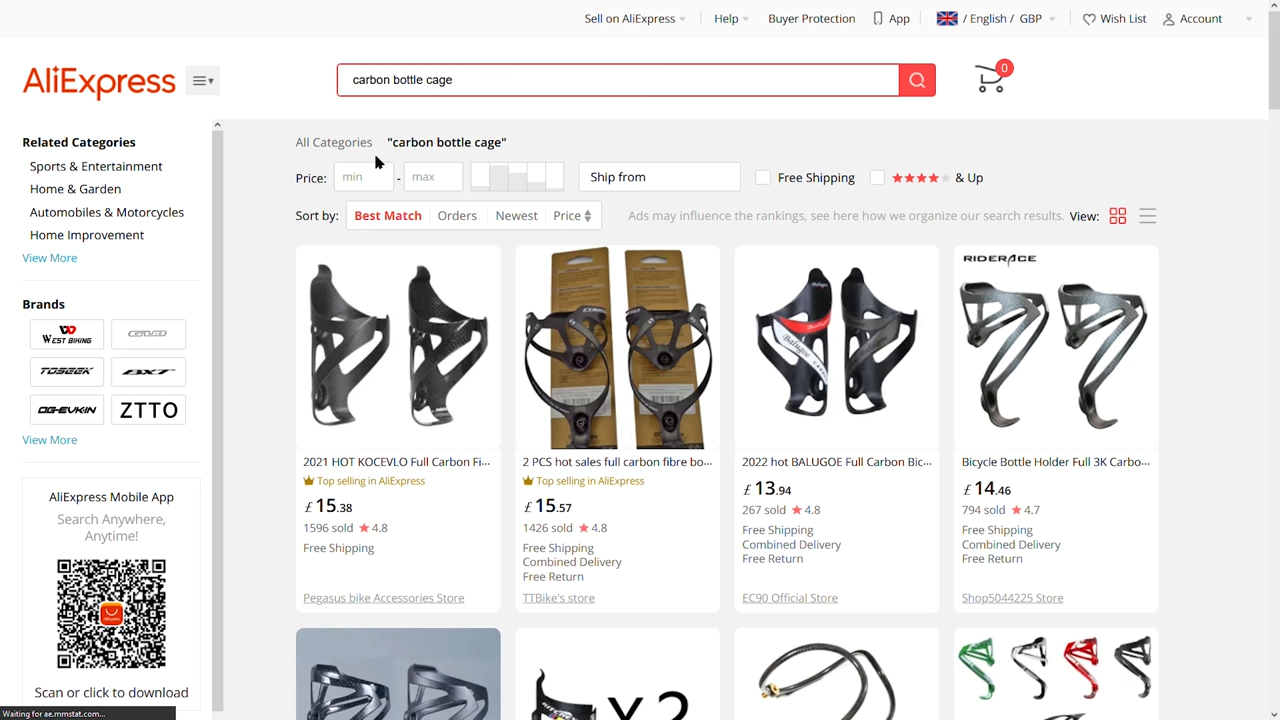 Sell on AliExpress
Help
Buyer Protection
App
/ English / GBP
Wish List
Account
AliExpress
carbon bottle cage
0
Related Categories
Sports & Entertainment
Home & Garden
Automobiles & Motorcycles
Home Improvement
View More
Brands
WEST BIKING
TOSEEK
BXT
OG-EVKIN
ZTTO
View More
AliExpress Mobile App
Search Anywhere,
Anytime!
Scan or click to download
Waiting for ae.mmstat.com...
All Categories "carbon bottle cage"
Price: min - max
Ship from
Free Shipping
& Up
Sort by: Best Match Orders Newest Price
Ads may influence the rankings, see here how we organize our search results. View:
2021 HOT KOCEVLO Full Carbon Fi...
Top selling in AliExpress
£ 15.38
1596 sold ★ 4.8
Free Shipping
Pegasus bike Accessories Store
2 PCS hot sales full carbon fibre bo...
Top selling in AliExpress
£ 15.57
1426 sold ★ 4.8
Free Shipping
Combined Delivery
Free Return
TTBike's store
Balugoe
Balugoe
2022 hot BALUGOE Full Carbon Bic...
£ 13.94
267 sold ★ 4.8
Free Shipping
Combined Delivery
Free Return
EC90 Official Store
RIDERACE
Bicycle Bottle Holder Full 3K Carbo...
£ 14.46
794 sold ★ 4.7
Free Shipping
Combined Delivery
Free Return
Shop5044225 Store
X 2